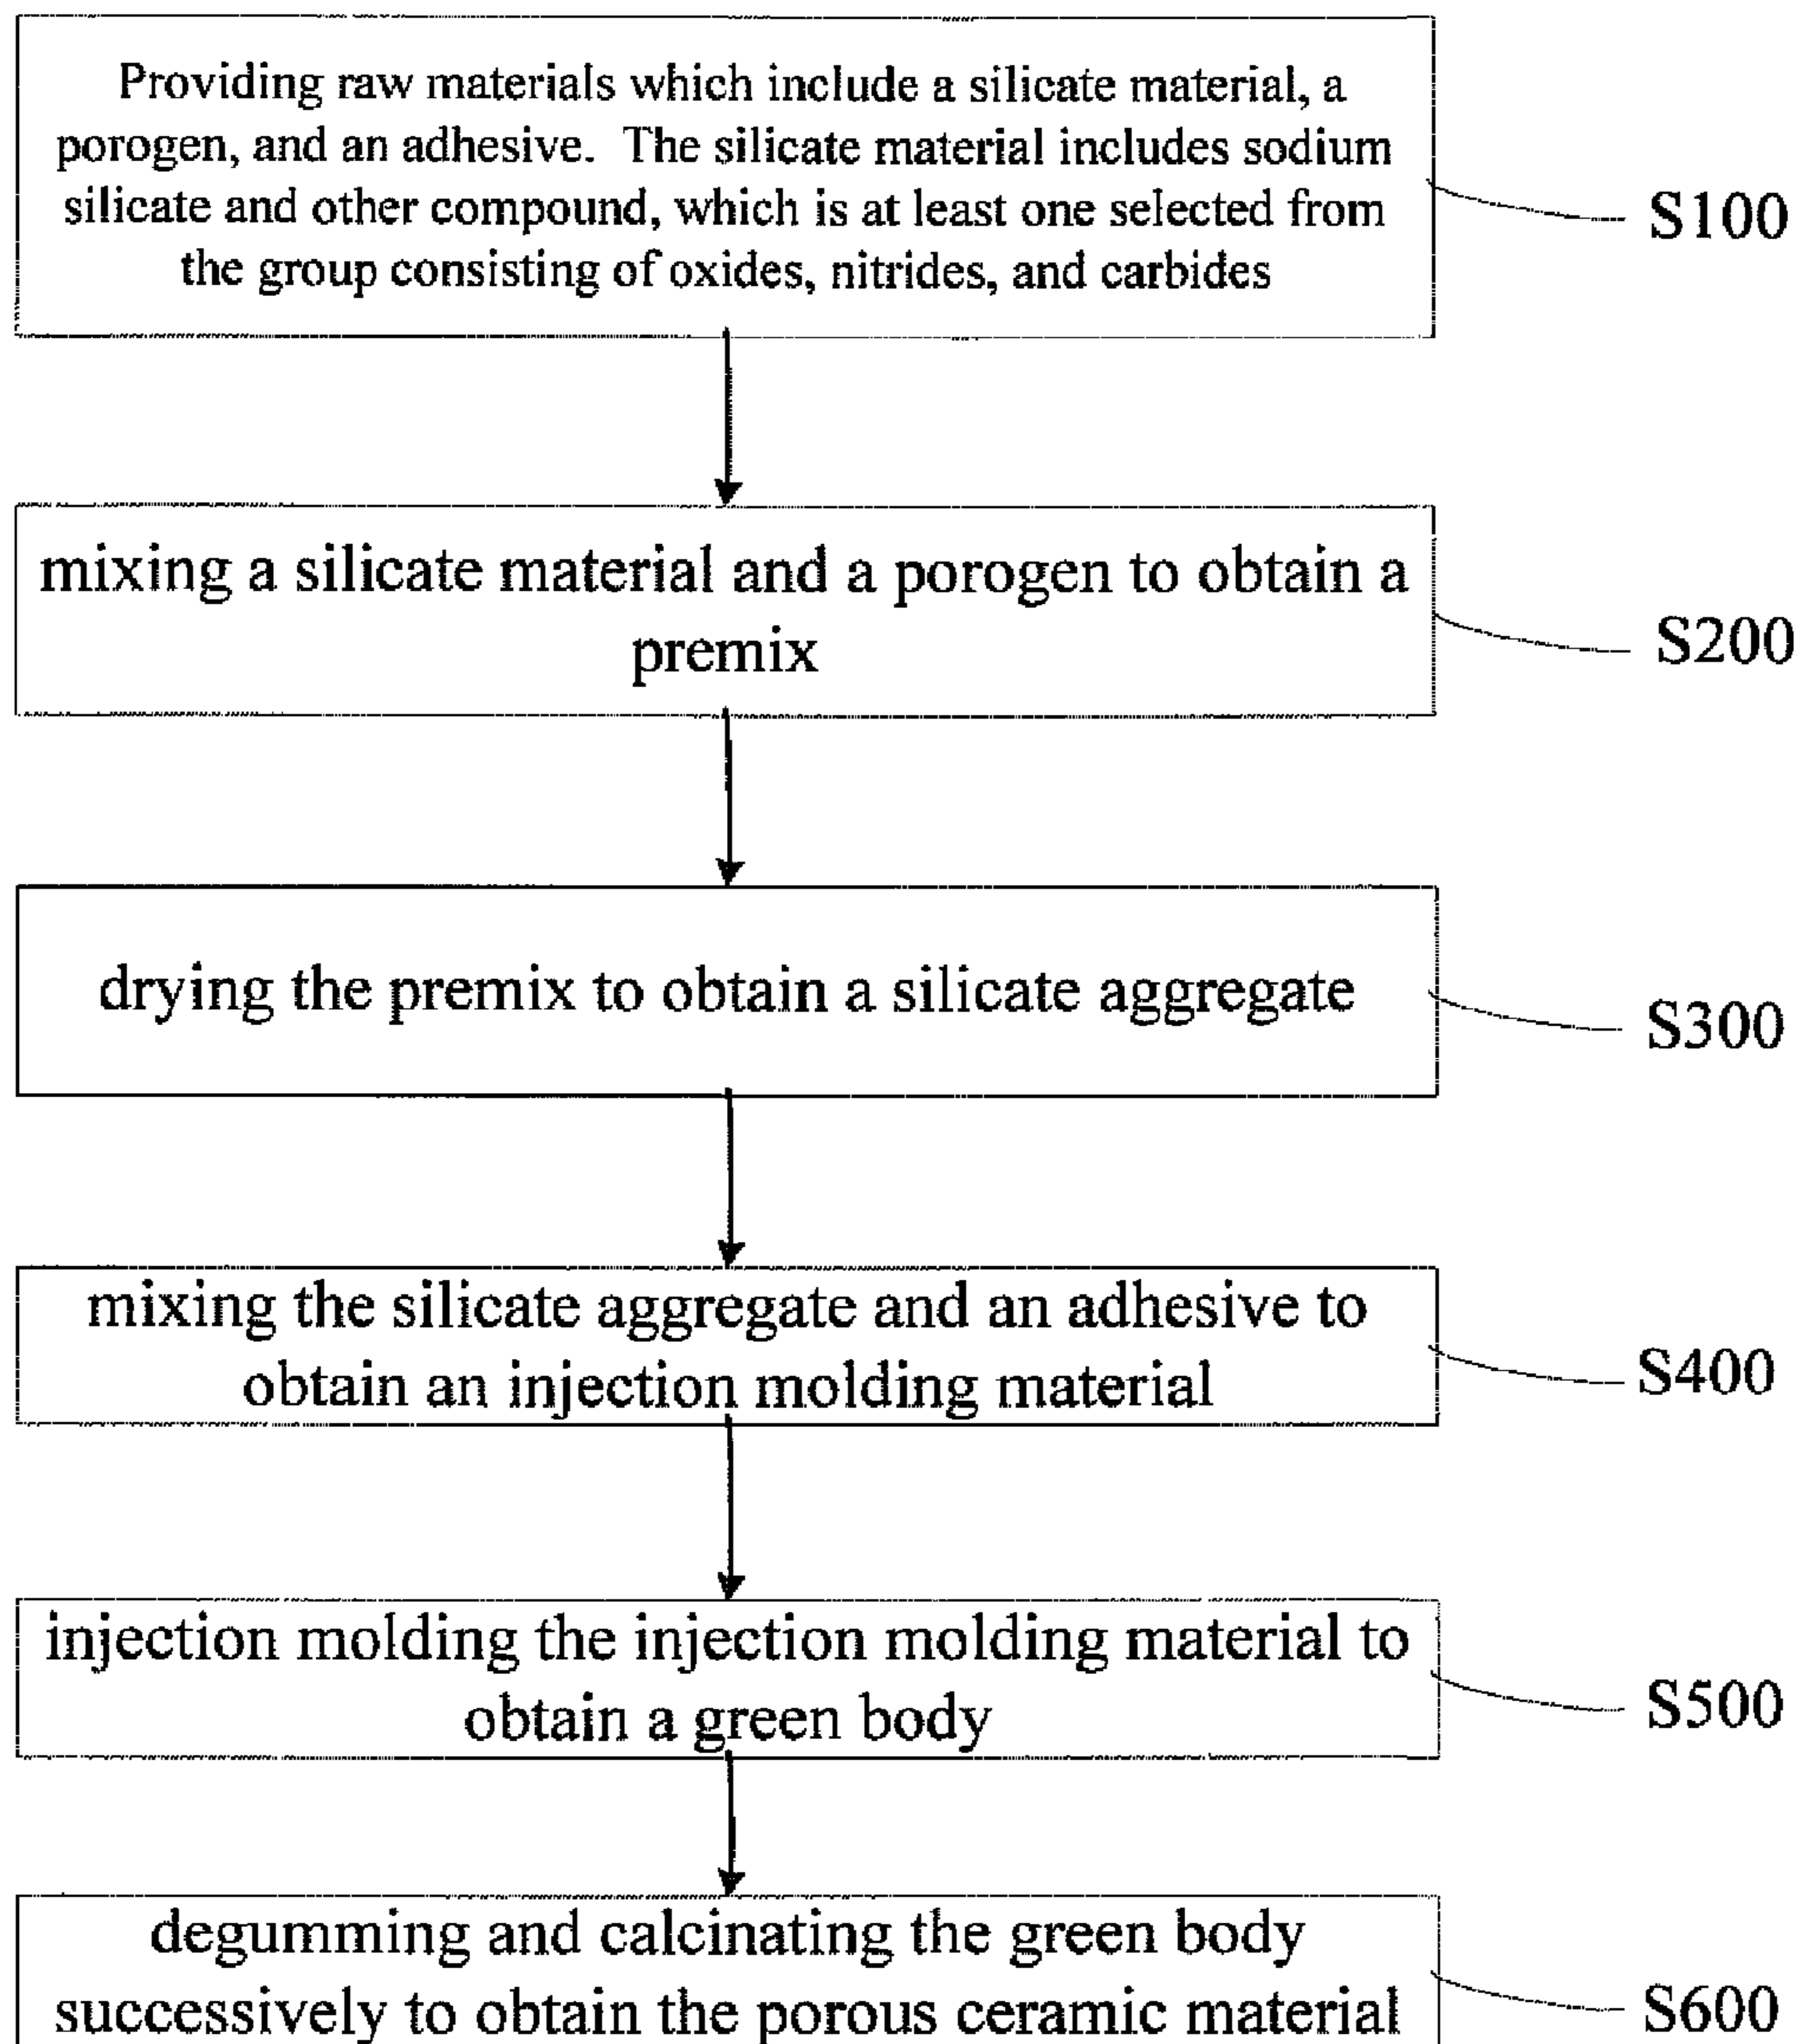 Providing raw materials which include a silicate material, a
porogen, and an adhesive. The silicate material includes sodium
silicate and other compound, which is at least one selected from
the group consisting of oxides, nitrides, and carbides
S100
mixing a silicate material and a porogen to obtain a
premix
S200
drying the premix to obtain a silicate aggregate
S300
mixing the silicate aggregate and an adhesive to
obtain an injection molding material
S400
injection molding the injection molding material to
obtain a green body
S500
degumming and calcinating the green body
successively to obtain the porous ceramic material
S600